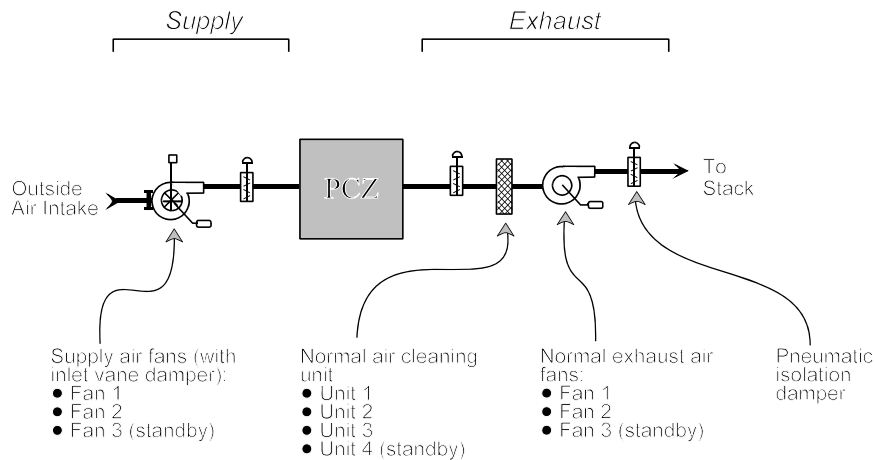 Supply
Exhaust
Outside
Air Intake
PCZ
To
Stack
Supply air fans (with
inlet vane damper):
● Fan 1
● Fan 2
● Fan 3 (standby)
Normal air cleaning
unit
● Unit 1
● Unit 2
● Unit 3
● Unit 4 (standby)
Normal exhaust air
fans:
● Fan 1
● Fan 2
● Fan 3 (standby)
Pneumatic
isolation
damper